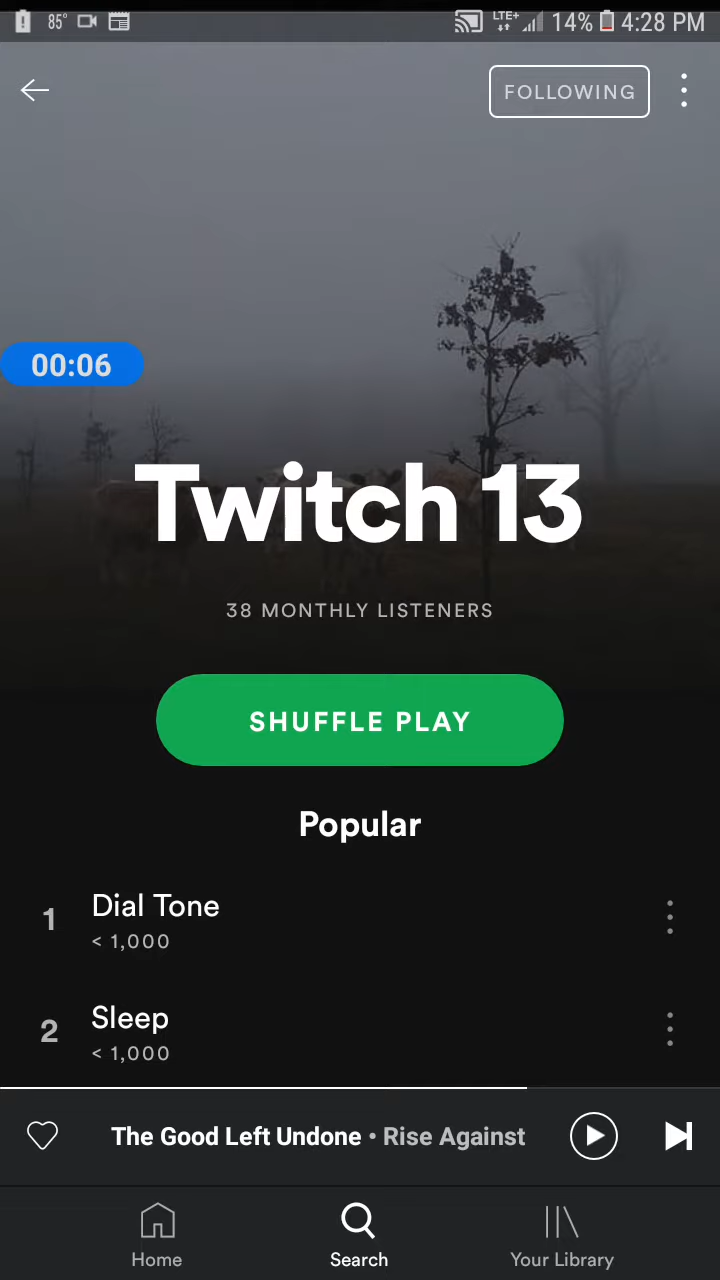 85° LTE+ 14% 4:28 PM
FOLLOWING
00:06
Twitch 13
38 MONTHLY LISTENERS
SHUFFLE PLAY
Popular
1 Dial Tone
< 1,000
2 Sleep
< 1,000
The Good Left Undone • Rise Against
Home Search Your Library